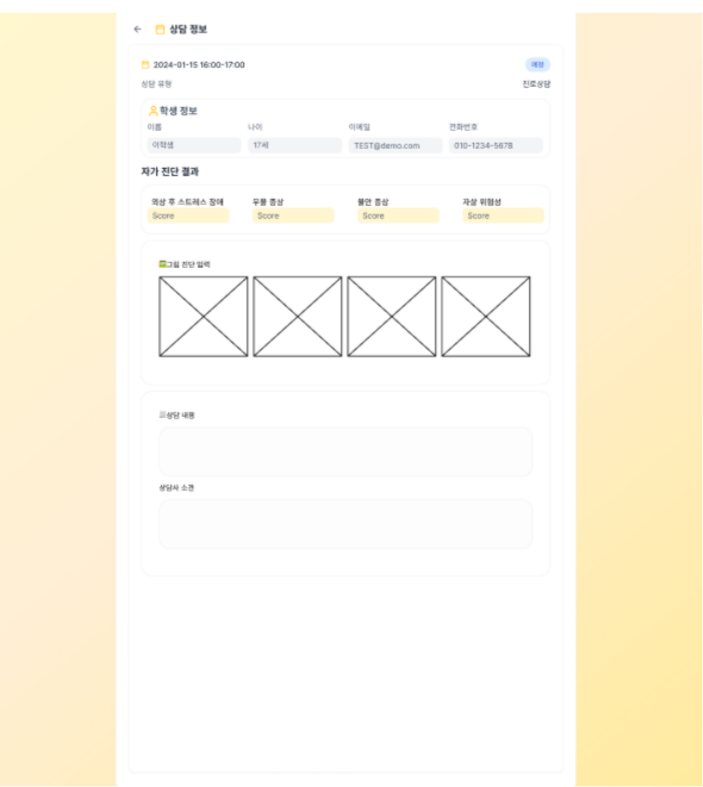 상담 정보
2024-01-15 16:00-17:00
예정
상담 유형
진로상담
학생 정보
이름 나이 이메일 전화번호
이학생 17세 TEST@demo.com 010-1234-5678
자가 진단 결과
외상 후 스트레스 장애 우울 증상 불안 증상 자살 위험성
Score Score Score Score
그림 진단 입력
상담 내용
상담사 소견